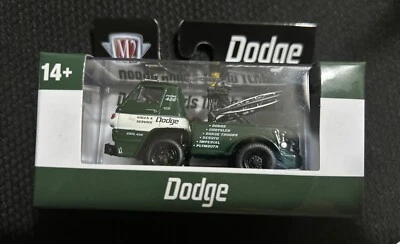 M2
Dodge
14+
SALES &
SERVICE
Dodge
• DODGE
• CHRYSLER
• DODGE TRUCKS
• DESOTO
• IMPERIAL
• PLYMOUTH
Dodge